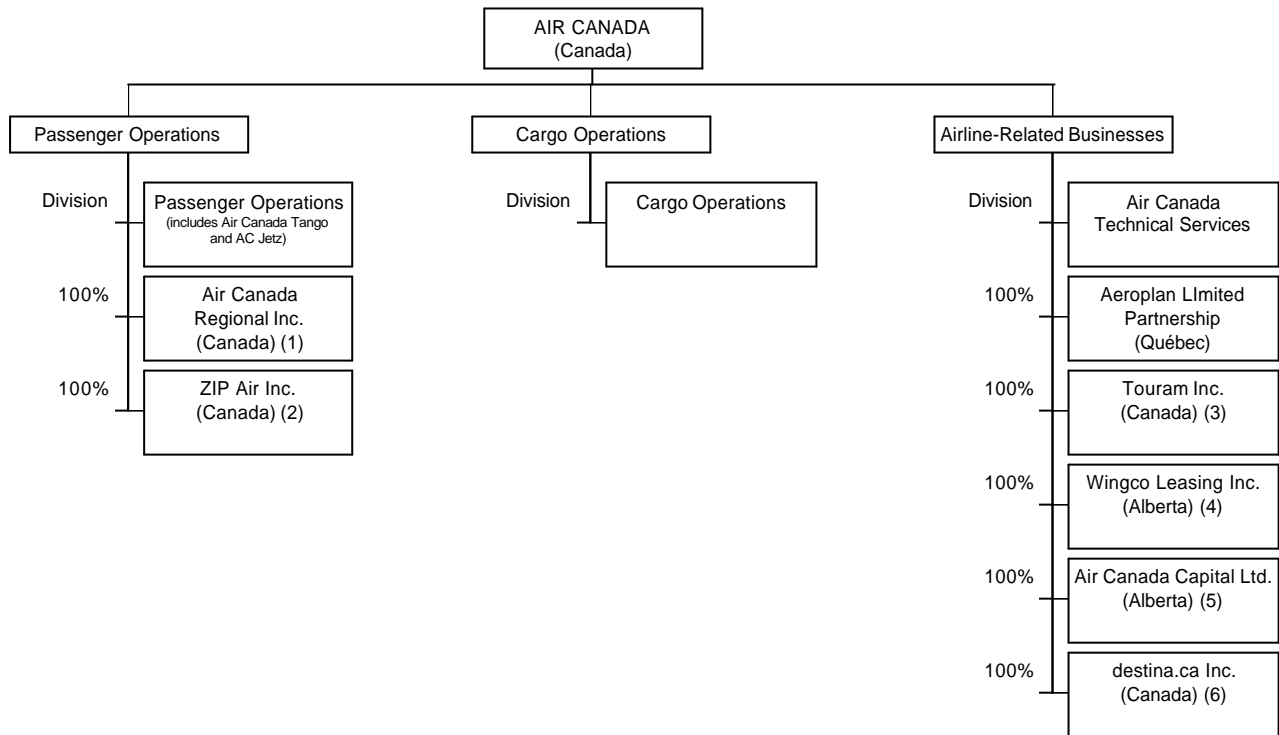 AIR CANADA
(Canada)
Passenger Operations
Cargo Operations
Airline-Related Businesses
Division
Passenger Operations
(includes Air Canada Tango
and AC Jetz)
100%
Air Canada
Regional Inc.
(Canada) (1)
100%
ZIP Air Inc.
(Canada) (2)
Division
Cargo Operations
Division
Air Canada
Technical Services
100%
Aeroplan LImited
Partnership
(Québec)
100%
Touram Inc.
(Canada) (3)
100%
Wingco Leasing Inc.
(Alberta) (4)
100%
Air Canada Capital Ltd.
(Alberta) (5)
100%
destina.ca Inc.
(Canada) (6)